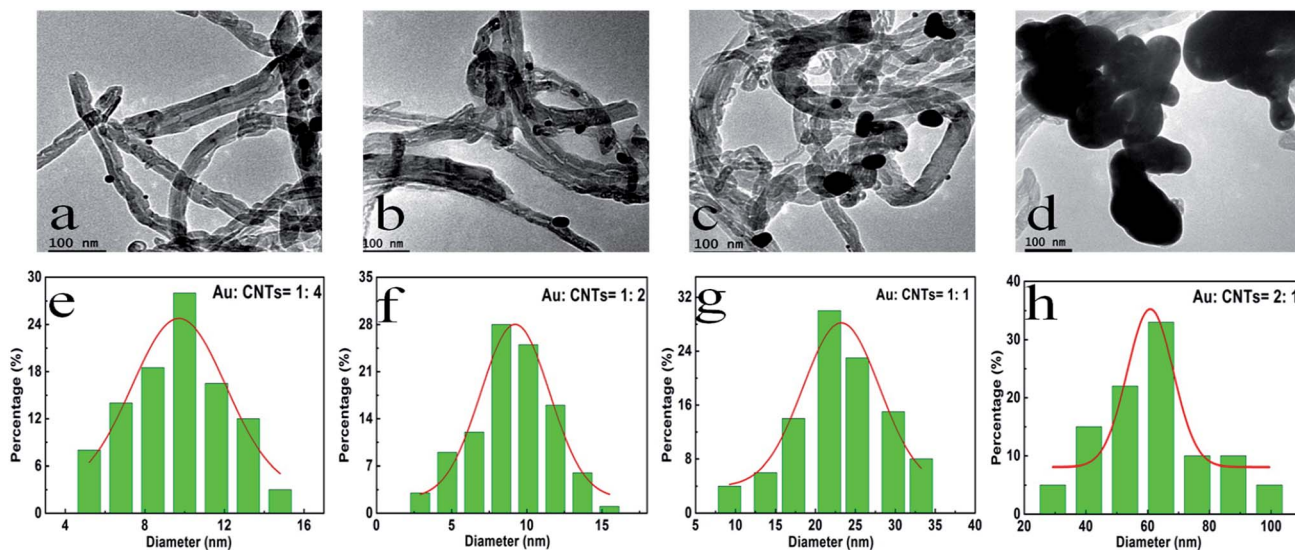 a
100 nm
b
100 nm
c
100 nm
d
100 nm
e
Au: CNTs= 1: 4
Percentage (%)
30
24
18
12
6
0
4 8 12 16
Diameter (nm)
f
Au: CNTs= 1: 2
Percentage (%)
35
28
21
14
7
0
0 5 10 15
Diameter (nm)
g
Au: CNTs= 1: 1
Percentage (%)
32
24
16
8
0
5 10 15 20 25 30 35 40
Diameter (nm)
h
Au: CNTs= 2: 1
Percentage (%)
40
30
20
10
0
20 40 60 80 100
Diameter (nm)